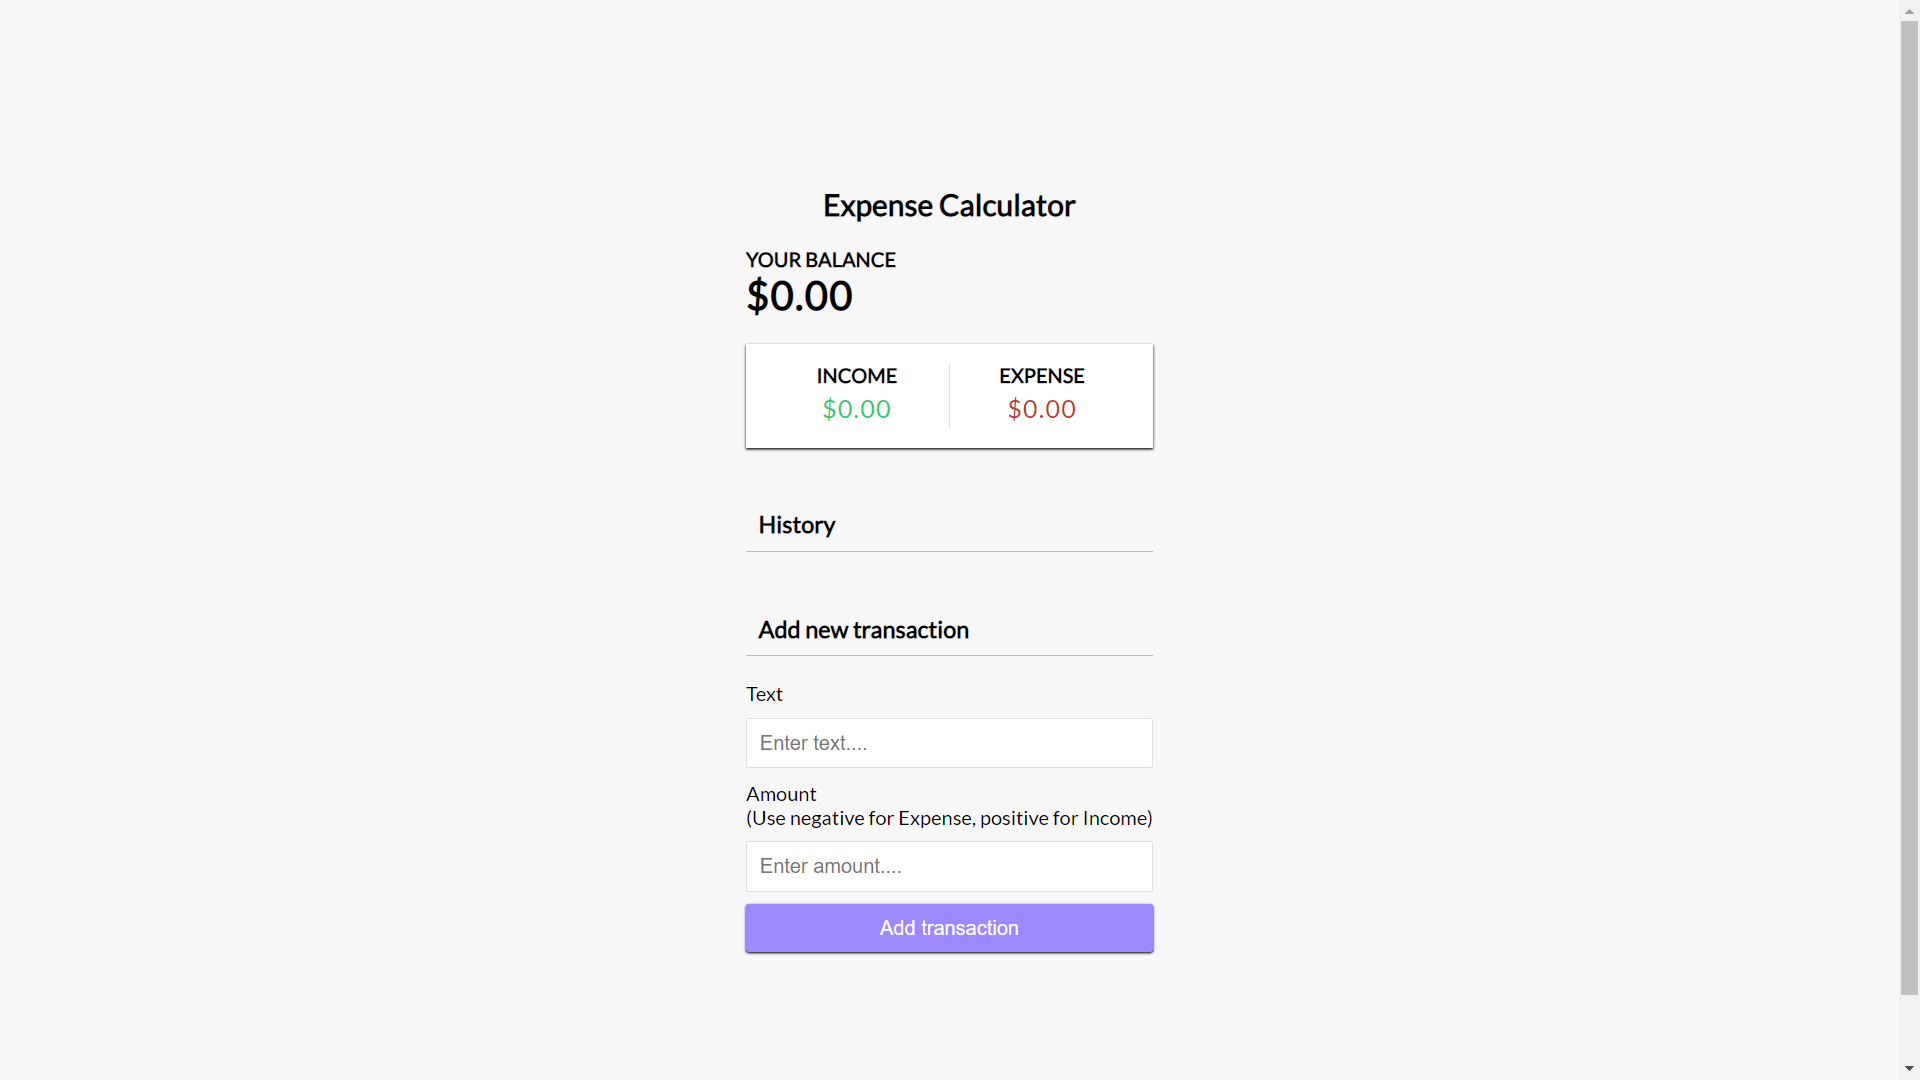 Expense Calculator
YOUR BALANCE
$0.00
INCOME
EXPENSE
$0.00
$0.00
History
Add new transaction
Text
Enter text....
Amount
(Use negative for Expense, positive for Income)
Enter amount....
Add transaction